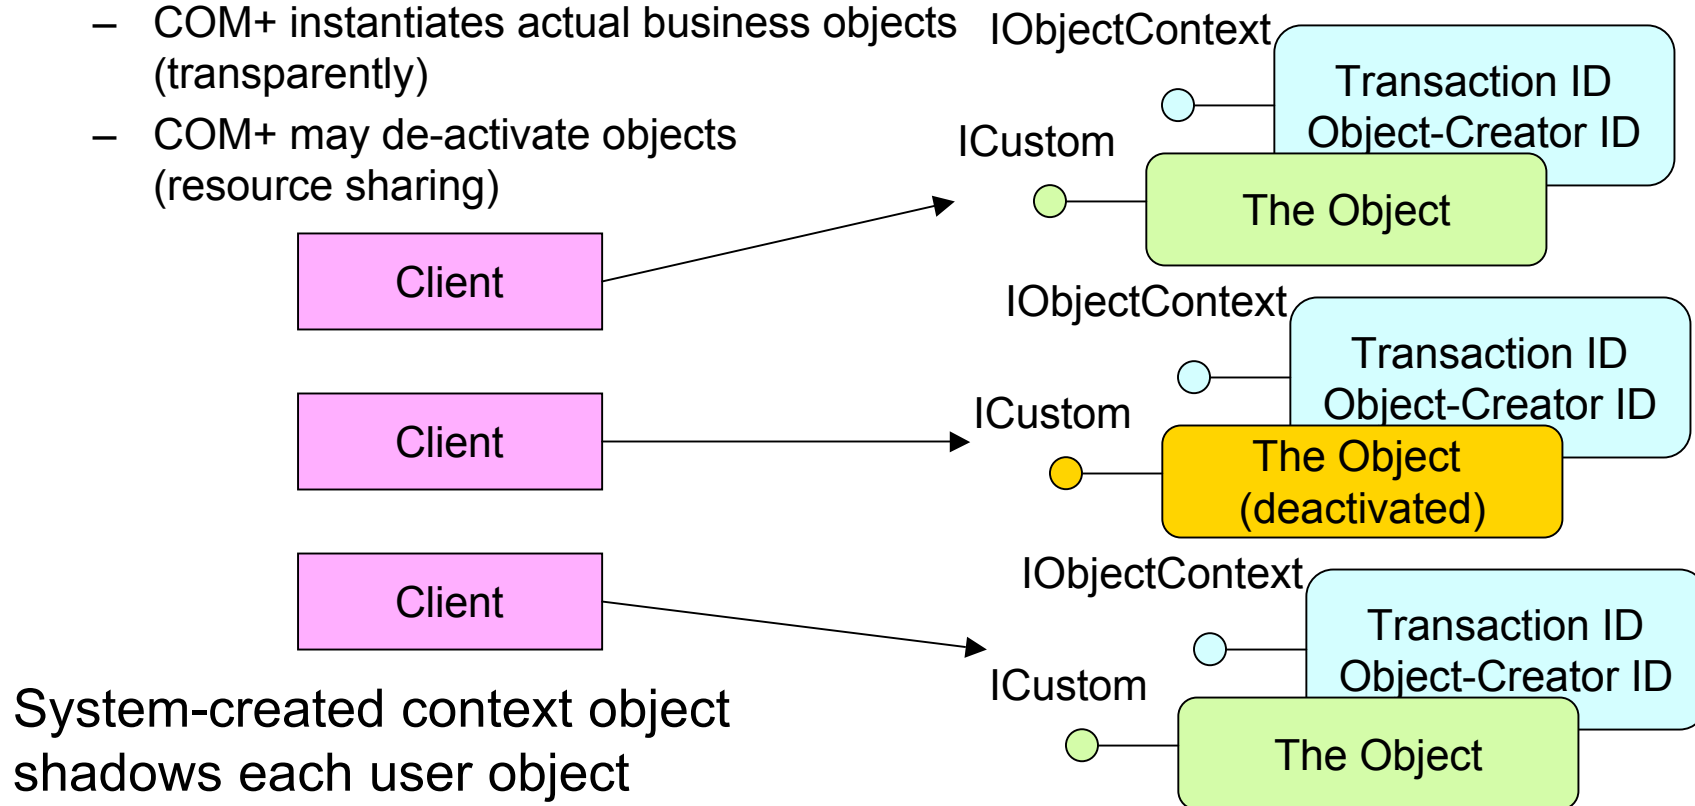 – COM+ instantiates actual business objects
(transparently)
– COM+ may de-activate objects
(resource sharing)
IObjectContext
Transaction ID
Object-Creator ID
ICustom
The Object
Client
IObjectContext
Transaction ID
Object-Creator ID
ICustom
The Object
(deactivated)
Client
IObjectContext
Transaction ID
Object-Creator ID
ICustom
The Object
Client
System-created context object
shadows each user object